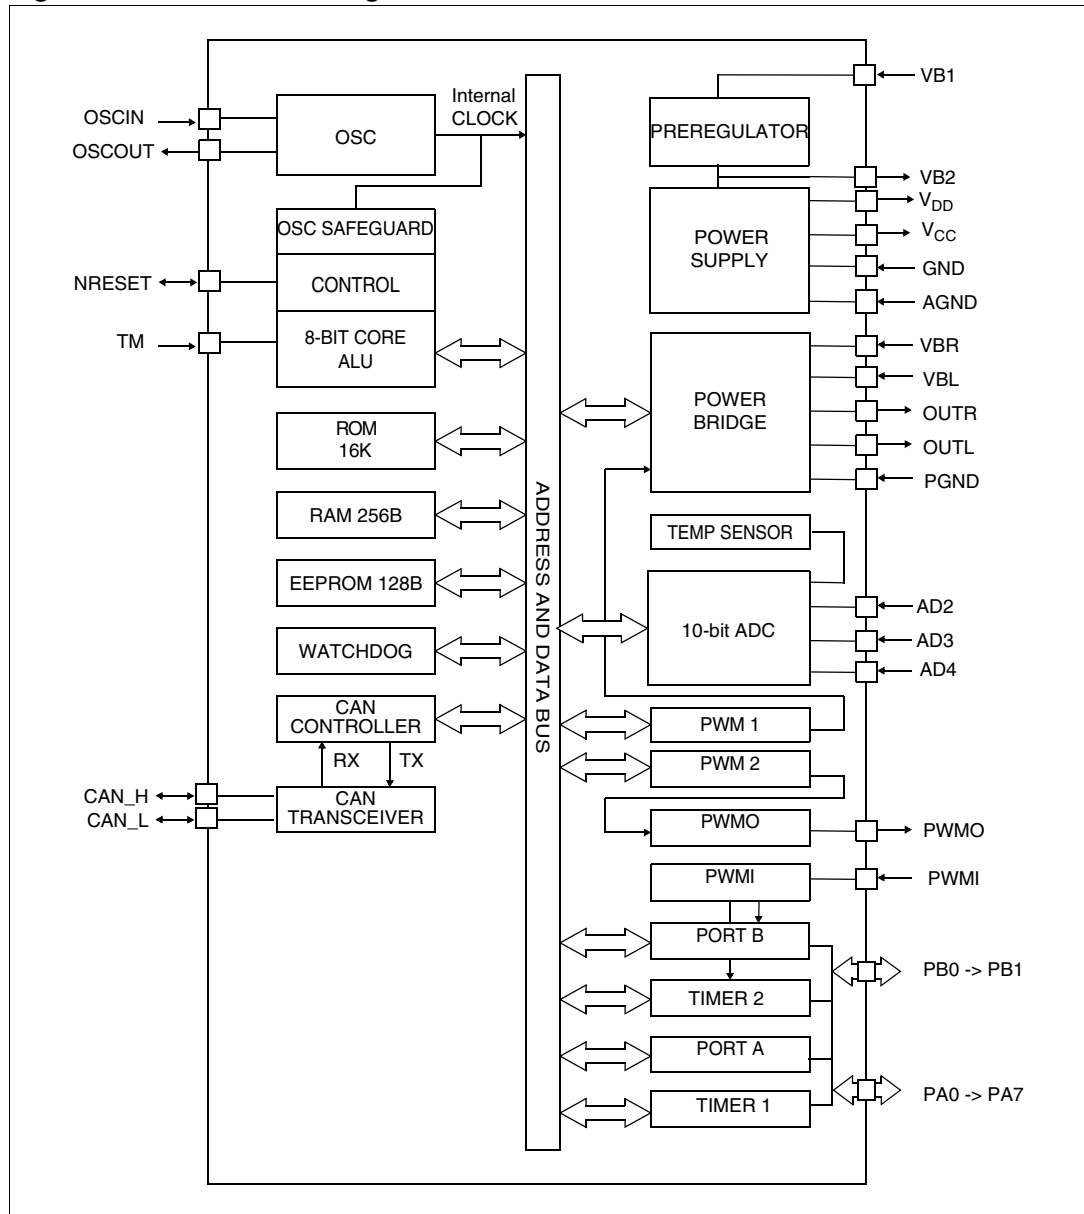 OSCIN
OSCOUT
OSC
Internal
CLOCK
OSC SAFEGUARD
NRESET
CONTROL
TM
8-BIT CORE
ALU
ROM
16K
RAM 256B
EEPROM 128B
WATCHDOG
CAN
CONTROLLER
RX
TX
CAN_H
CAN_L
CAN
TRANSCEIVER
ADDRESS AND DATA BUS
VB1
PREREGULATOR
VB2
VDD
VCC
POWER
SUPPLY
GND
AGND
VBR
VBL
POWER
BRIDGE
OUTR
OUTL
PGND
TEMP SENSOR
10-bit ADC
AD2
AD3
AD4
PWM 1
PWM 2
PWMO
PWMO
PWMI
PWMI
PORT B
PB0 -> PB1
TIMER 2
PORT A
PA0 -> PA7
TIMER 1